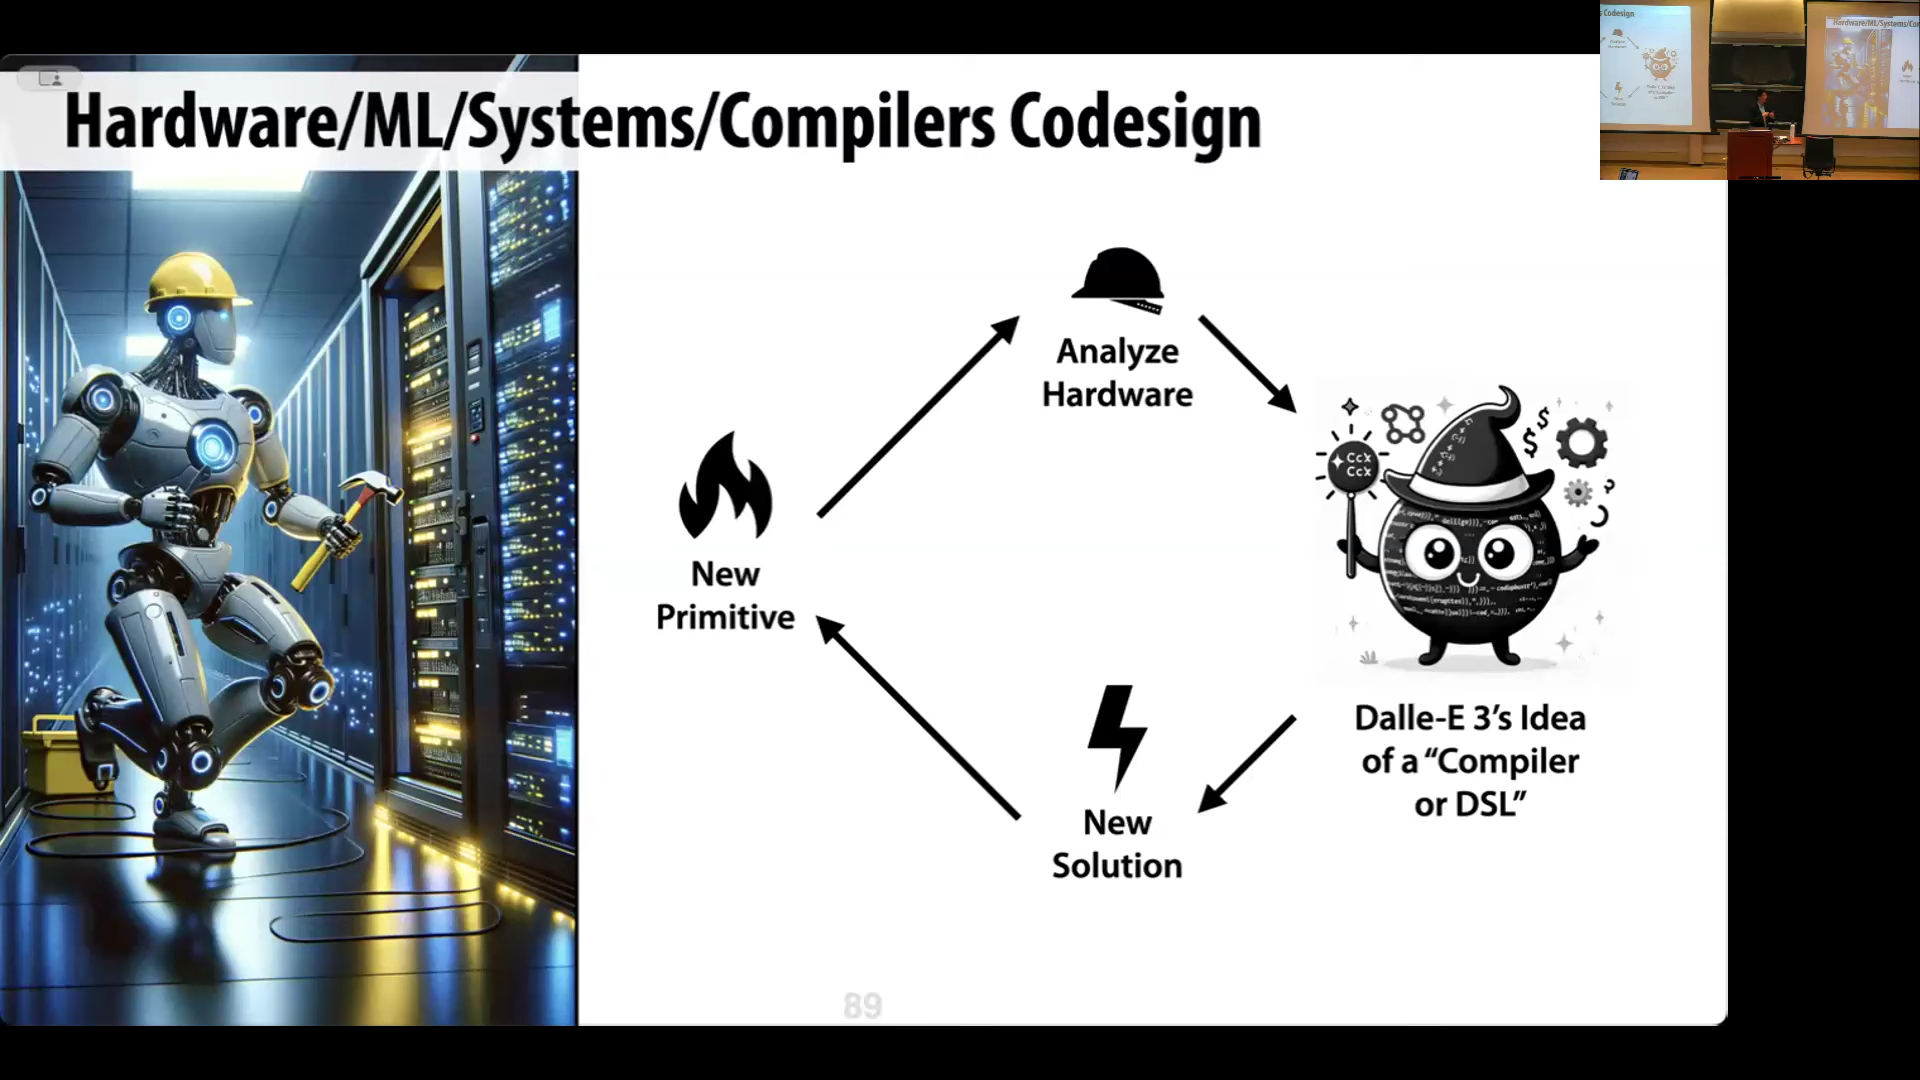 Hardware/ML/Systems/Compilers Codesign
Analyze
Hardware
New
Primitive
Dalle-E 3's Idea
of a “Compiler
or DSL”
New
Solution
89